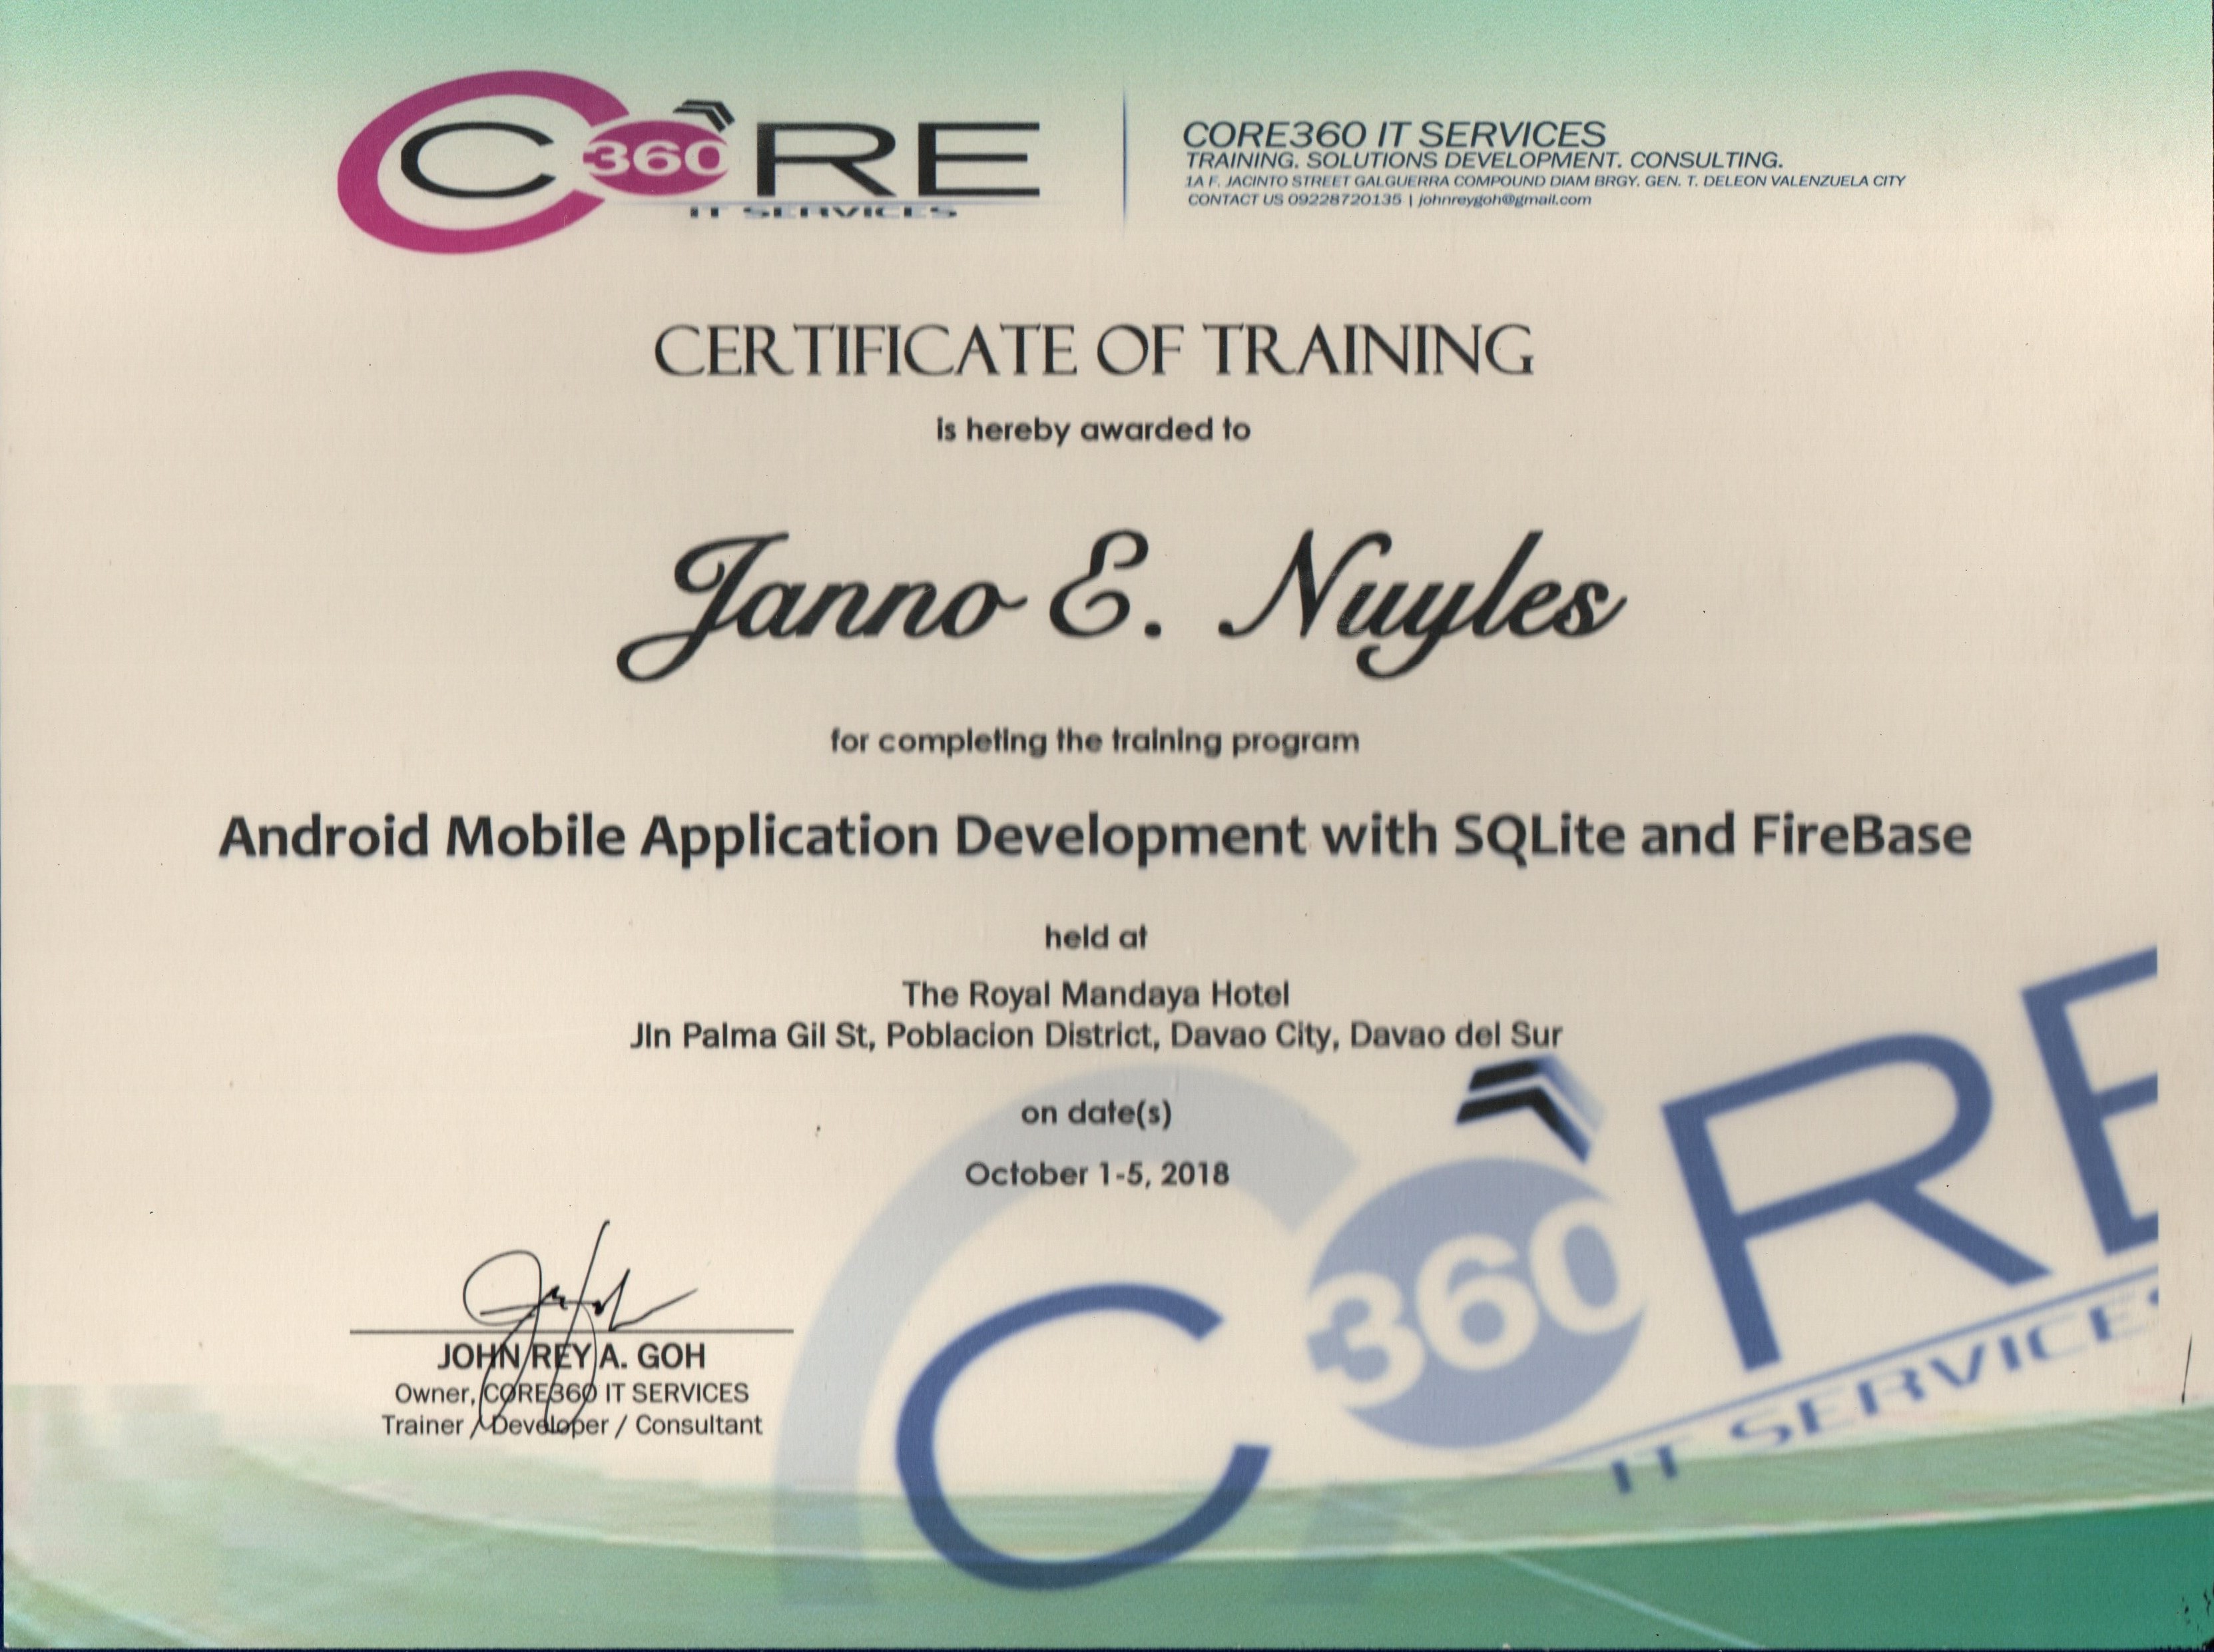 CORE
360
IT SERVICES
CORE360 IT SERVICES
TRAINING. SOLUTIONS DEVELOPMENT. CONSULTING.
1A F. JACINTO STREET GALGUERRA COMPOUND DIAM BRGY. GEN. T. DELEON VALENZUELA CITY
CONTACT US 09228720135 | johnreygoh@gmail.com
CERTIFICATE OF TRAINING
is hereby awarded to
Janno E. Nuyles
for completing the training program
Android Mobile Application Development with SQLite and FireBase
held at
The Royal Mandaya Hotel
Jln Palma Gil St, Poblacion District, Davao City, Davao del Sur
on date(s)
October 1-5, 2018
JOHN REY A. GOH
Owner, CORE360 IT SERVICES
Trainer / Developer / Consultant
C 360 RE
IT SERVICES